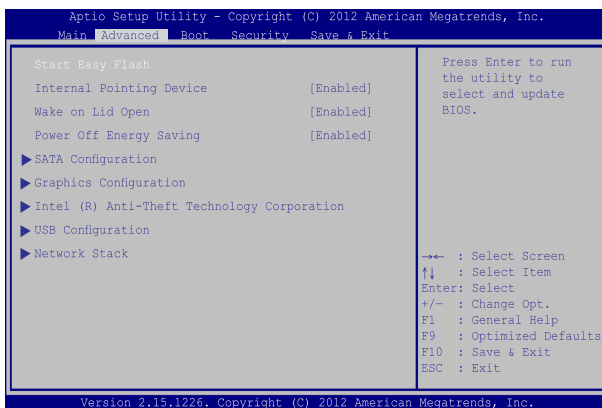 Aptio Setup Utility - Copyright (C) 2012 American Megatrends, Inc.
Main Advanced Boot Security Save & Exit
Start Easy Flash
Internal Pointing Device [Enabled]
Wake on Lid Open [Enabled]
Power Off Energy Saving [Enabled]
SATA Configuration
Graphics Configuration
Intel (R) Anti-Theft Technology Corporation
USB Configuration
Network Stack
Press Enter to run
the utility to
select and update
BIOS.
→← : Select Screen
↑↓ : Select Item
Enter: Select
+/— : Change Opt.
F1 : General Help
F9 : Optimized Defaults
F10 : Save & Exit
ESC : Exit
Version 2.15.1226. Copyright (C) 2012 American Megatrends, Inc.